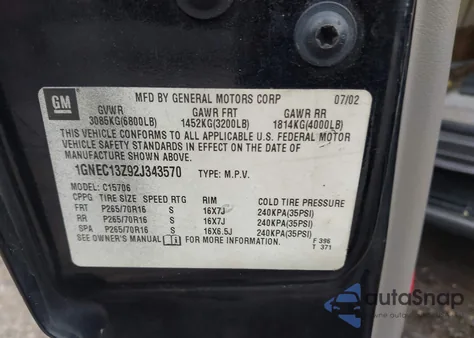 GM
MFD BY GENERAL MOTORS CORP
07/02
GVWR GAWR FRT GAWR RR
3085KG(6800LB) 1452KG(3200LB) 1814KG(4000LB)
THIS VEHICLE CONFORMS TO ALL APPLICABLE U.S. FEDERAL MOTOR
VEHICLE SAFETY STANDARDS IN EFFECT ON THE DATE OF
MANUFACTURE SHOWN ABOVE.
1GNEC13Z92J343570 TYPE: M.P.V.
MODEL: C15706
CPPG TIRE SIZE SPEED RTG RIM COLD TIRE PRESSURE
FRT P265/70R16 S 16X7J 240KPA(35PSI)
RR P265/70R16 S 16X7J 240KPA(35PSI)
SPA P265/70R16 S 16X6.5J 240KPA(35PSI)
SEE OWNER'S MANUAL FOR MORE INFORMATION.
F 396
T 371
autoSnap